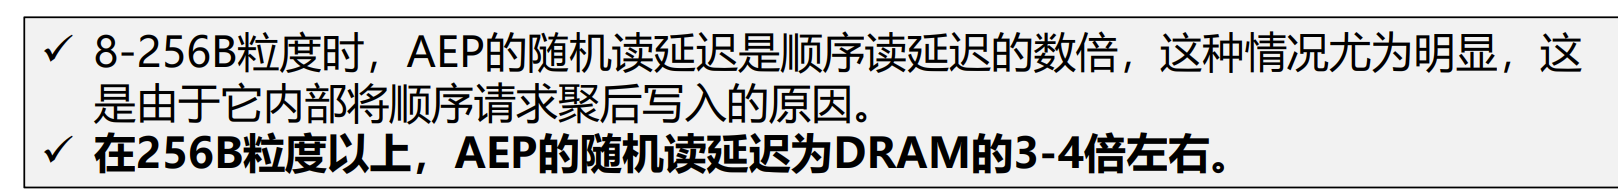 ✓ 8-256B粒度时，AEP的随机读延迟是顺序读延迟的数倍，这种情况尤为明显，这
是由于它内部将顺序请求聚后写入的原因。
✓ 在256B粒度以上，AEP的随机读延迟为DRAM的3-4倍左右。